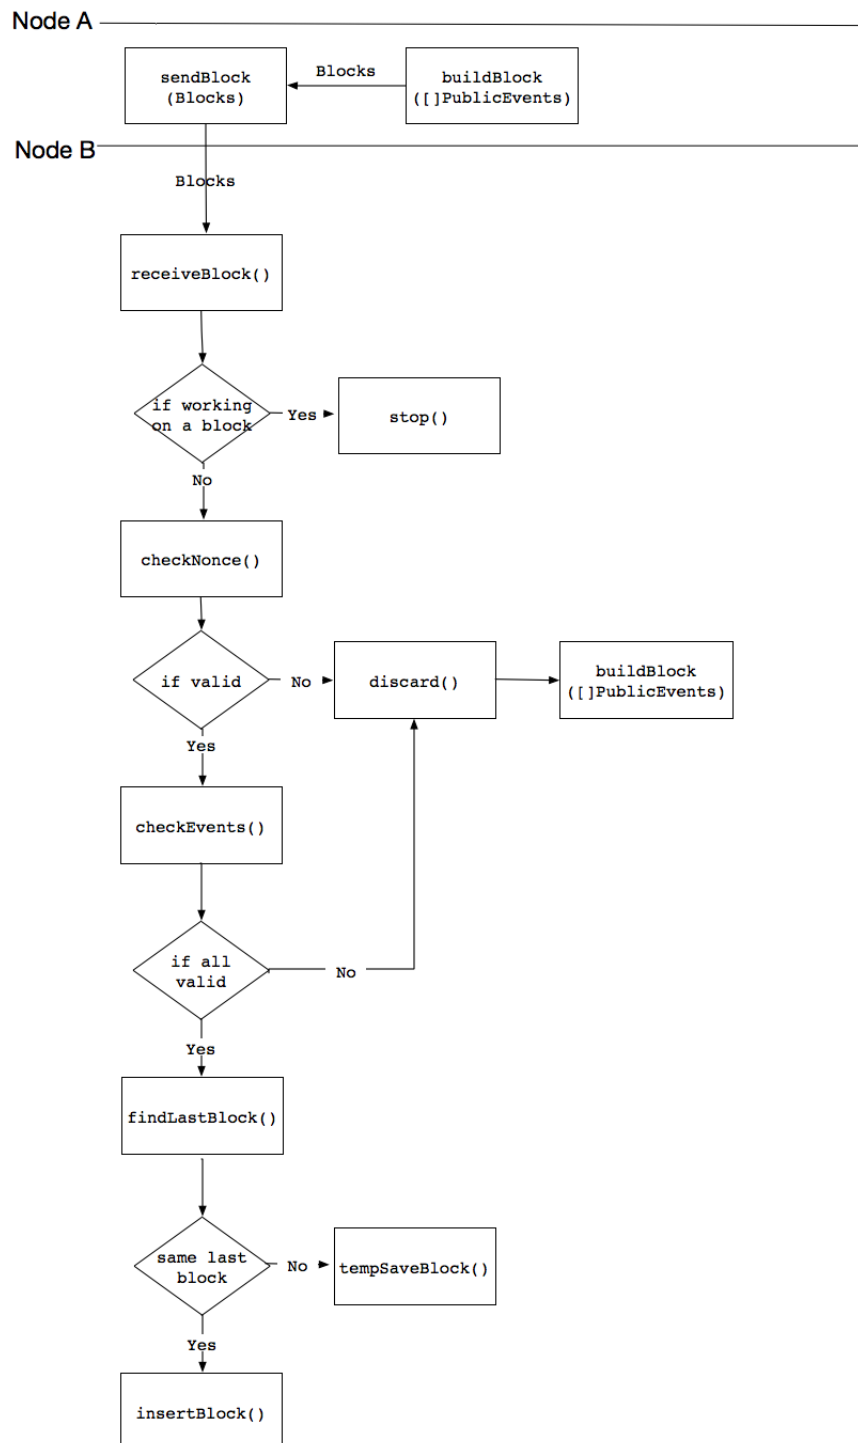 Node A
sendBlock
(Blocks)
Blocks
buildBlock
([]PublicEvents)
Node B
Blocks
receiveBlock()
if working
on a block
Yes
stop()
No
checkNonce()
if valid
No
discard()
buildBlock
([]PublicEvents)
Yes
checkEvents()
if all
valid
No
Yes
findLastBlock()
same last
block
No
tempSaveBlock()
Yes
insertBlock()